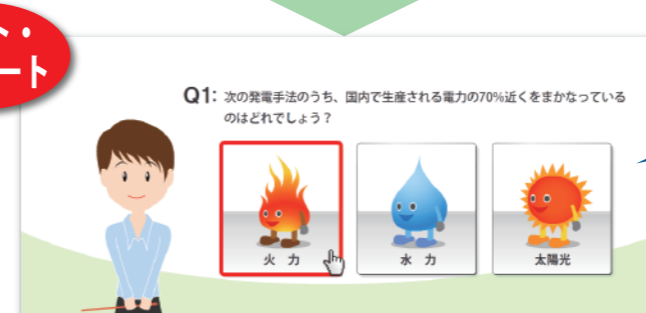 ート
Q1: 次の発電手法のうち、国内で生産される電力の70%近くをまかなっている
のはどれでしょう？
火 力
水 力
太陽光